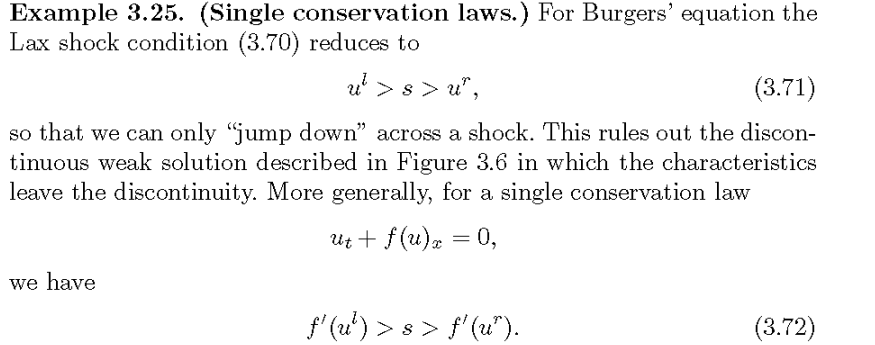 Example 3.25. (Single conservation laws.) For Burgers' equation the
Lax shock condition (3.70) reduces to
u^l > s > u^r, (3.71)
so that we can only “jump down” across a shock. This rules out the discon-
tinuous weak solution described in Figure 3.6 in which the characteristics
leave the discontinuity. More generally, for a single conservation law
u_t + f(u)_x = 0,
we have
f′(u^l) > s > f′(u^r). (3.72)